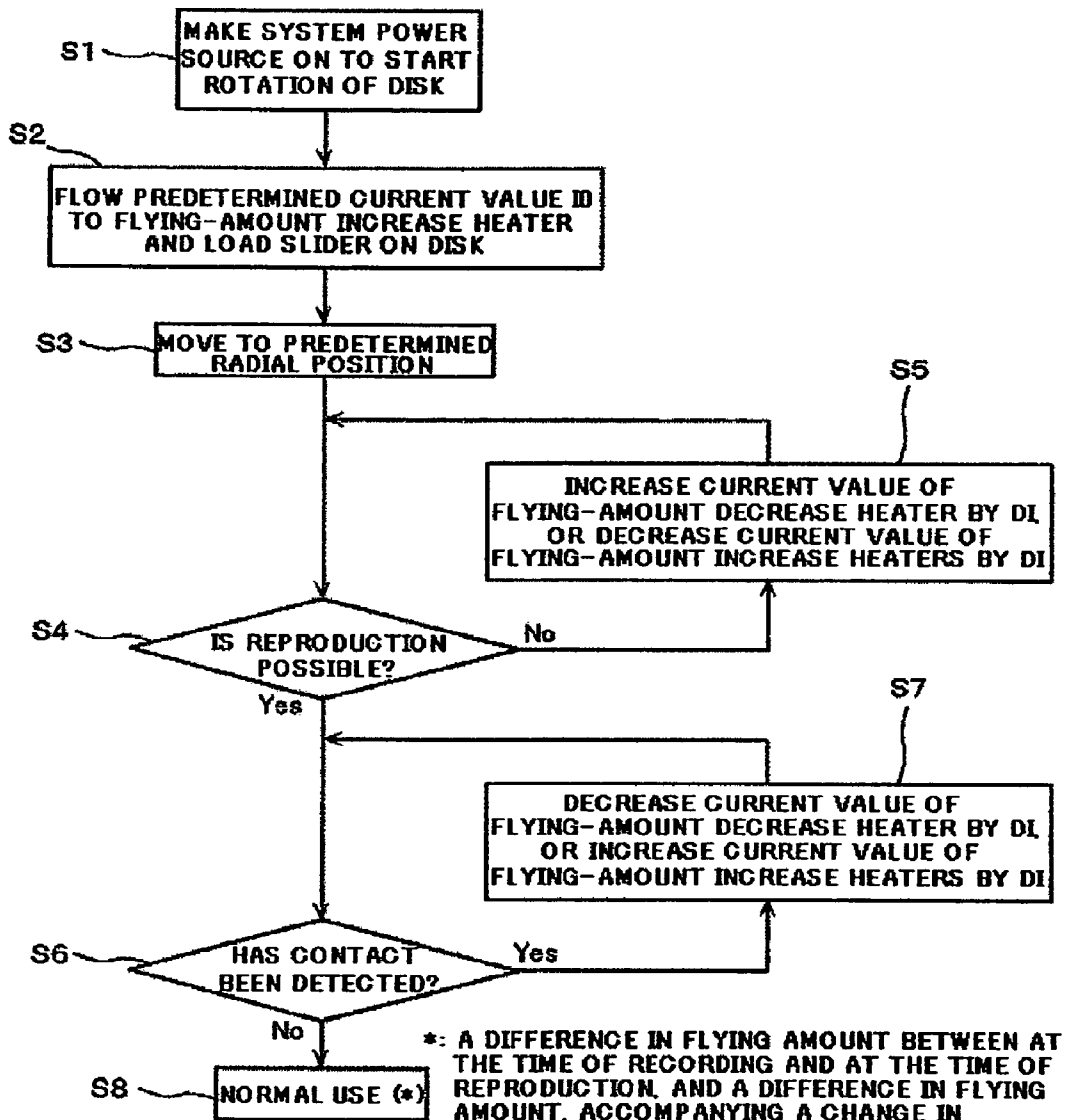 S1
MAKE SYSTEM POWER
SOURCE ON TO START
ROTATION OF DISK
S2
FLOW PREDETERMINED CURRENT VALUE I0
TO FLYING-AMOUNT INCREASE HEATER
AND LOAD SLIDER ON DISK
S3
MOVE TO PREDETERMINED
RADIAL POSITION
S5
INCREASE CURRENT VALUE OF
FLYING-AMOUNT DECREASE HEATER BY DI,
OR DECREASE CURRENT VALUE OF
FLYING-AMOUNT INCREASE HEATERS BY DI
S4
IS REPRODUCTION
POSSIBLE?
No
Yes
S7
DECREASE CURRENT VALUE OF
FLYING-AMOUNT DECREASE HEATER BY DI,
OR INCREASE CURRENT VALUE OF
FLYING-AMOUNT INCREASE HEATERS BY DI
S6
HAS CONTACT
BEEN DETECTED?
Yes
No
S8
NORMAL USE (*)
*: A DIFFERENCE IN FLYING AMOUNT BETWEEN AT
THE TIME OF RECORDING AND AT THE TIME OF
REPRODUCTION, AND A DIFFERENCE IN FLYING
AMOUNT, ACCOMPANYING A CHANGE IN